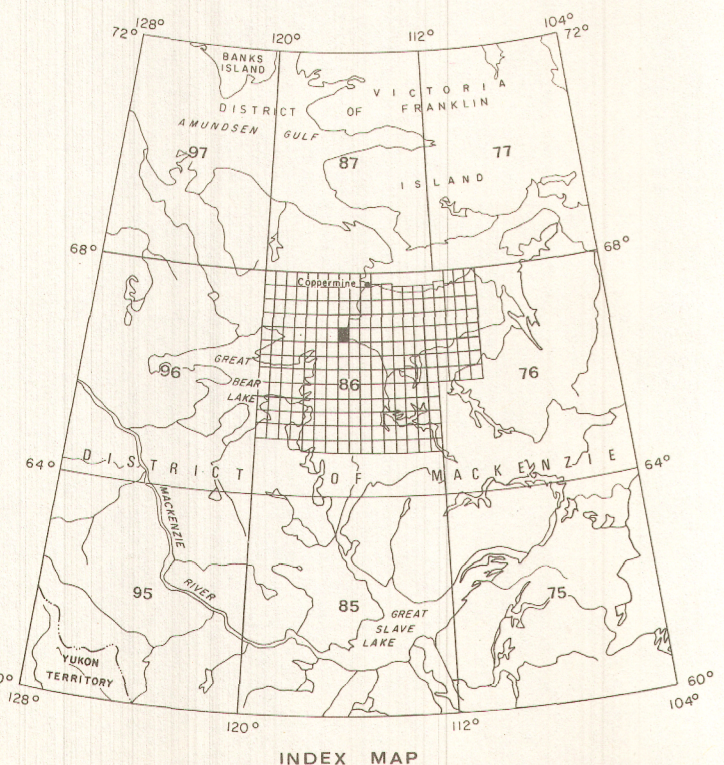 128°
72°
120°
112°
104°
72°
BANKS
ISLAND
VICTORIA
DISTRICT OF FRANKLIN
AMUNDSEN GULF
97
87
77
ISLAND
68°
68°
Coppermine
GREAT
BEAR
LAKE
96
86
76
DISTRICT OF MACKENZIE
64°
64°
MACKENZIE
RIVER
95
85
75
GREAT
SLAVE
LAKE
YUKON
TERRITORY
0°
128°
120°
112°
60°
104°
INDEX MAP